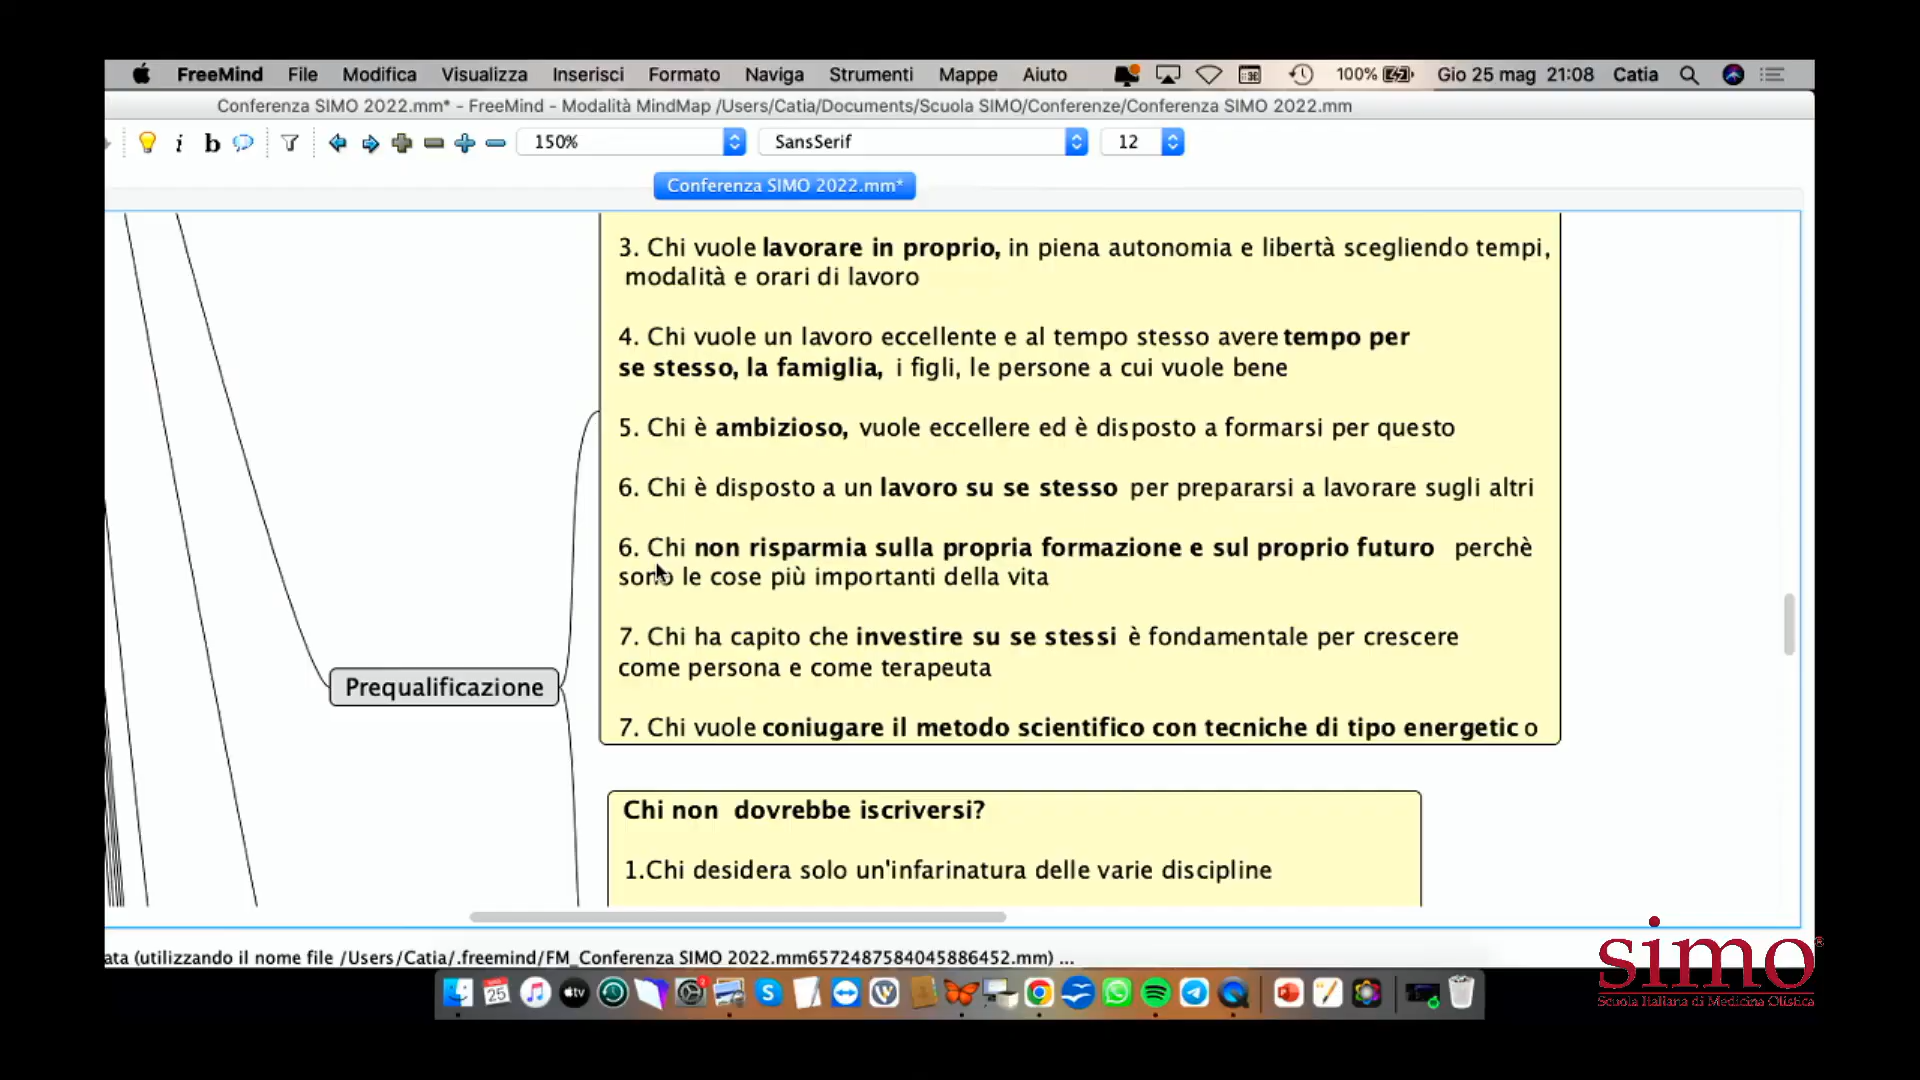 FreeMind File Modifica Visualizza Inserisci Formato Naviga Strumenti Mappe Aiuto 100% Gio 25 mag 21:08 Catia
Conferenza SIMO 2022.mm* - FreeMind - Modalità MindMap /Users/Catia/Documents/Scuola SIMO/Conferenze/Conferenza SIMO 2022.mm
i b 150% SansSerif 12
Conferenza SIMO 2022.mm*
3. Chi vuole lavorare in proprio, in piena autonomia e libertà scegliendo tempi,
modalità e orari di lavoro
4. Chi vuole un lavoro eccellente e al tempo stesso avere tempo per
se stesso, la famiglia, i figli, le persone a cui vuole bene
5. Chi è ambizioso, vuole eccellere ed è disposto a formarsi per questo
6. Chi è disposto a un lavoro su se stesso per prepararsi a lavorare sugli altri
6. Chi non risparmia sulla propria formazione e sul proprio futuro perchè
sono le cose più importanti della vita
7. Chi ha capito che investire su se stessi è fondamentale per crescere
come persona e come terapeuta
Prequalificazione
7. Chi vuole coniugare il metodo scientifico con tecniche di tipo energetico
Chi non dovrebbe iscriversi?
1.Chi desidera solo un'infarinatura delle varie discipline
ata (utilizzando il nome file /Users/Catia/.freemind/FM_Conferenza SIMO 2022.mm6572487584045886452.mm) ...
simo®
Scuola Italiana di Medicina Olistica
25
tv